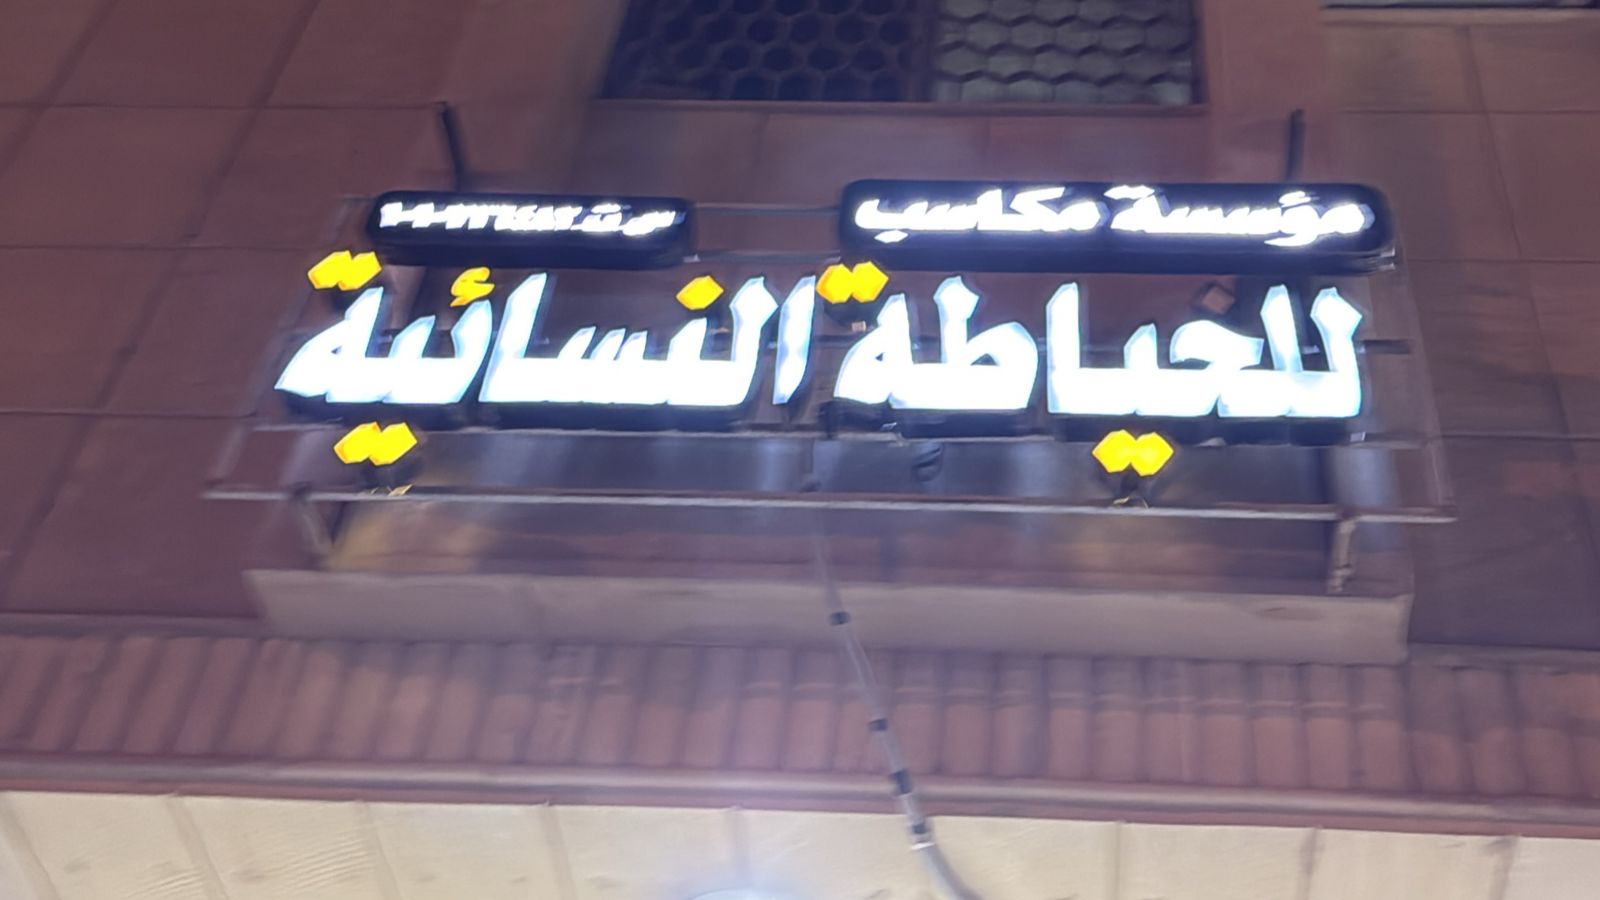 مؤسسة مكاسب
للخياطة النسائية